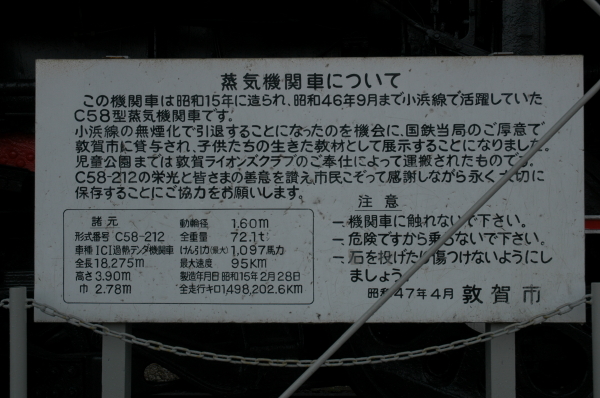 蒸気機関車について
この機関車は昭和15年に造られ、昭和46年9月まで小浜線で活躍していた
C58型蒸気機関車です。
小浜線の無煙化で引退することになったのを機会に、国鉄当局のご厚意で
敦賀市に貸与され、子供たちの生きた教材として展示することになりました。
児童公園までは敦賀ライオンズクラブのご奉仕によって運搬されたものです。
C58-212の栄光と皆さまの善意を讃え市民こぞって感謝しながら永く大切に
保存することにご協力をお願いします。
諸元
形式番号 C58-212
車種 1C1過熱テンダ機関車
全長 18,275m
高さ 3.90m
巾 2.78m
動輪径 1.60m
全重量 72.1t
けん引力(最大) 1,097馬力
最大速度 95KM
製造年月日 昭和15年2月28日
全走行キロ 1,498,202.6KM
注意
一、機関車に触れないで下さい。
一、危険ですから乗らないで下さい。
一、石を投げたり傷つけないようにし
ましょう。
昭和47年4月 敦賀市